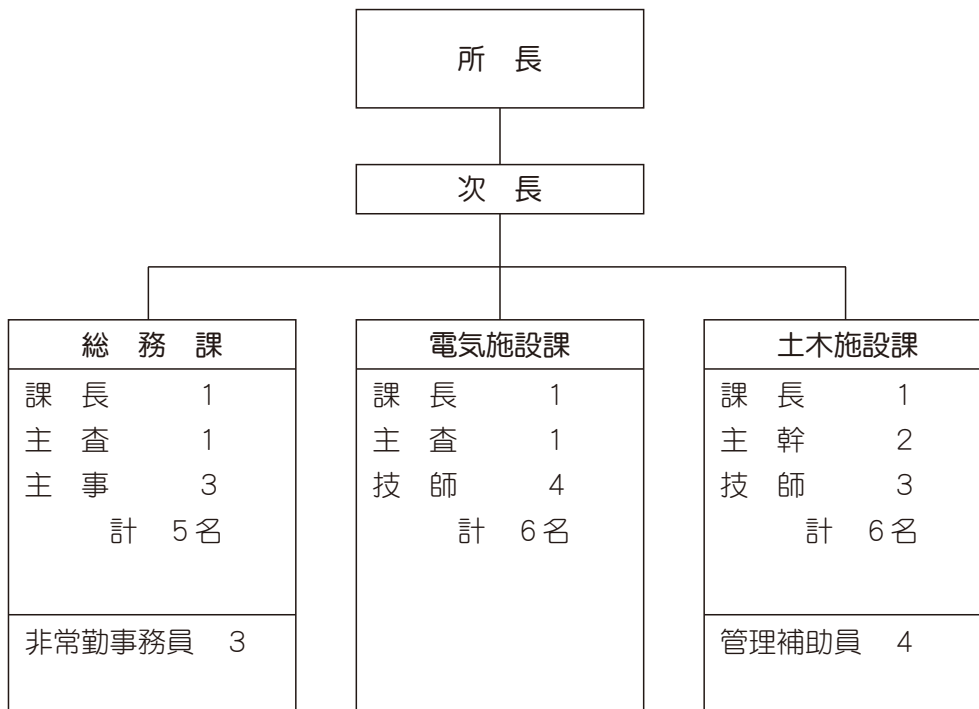 所　長
次　長
総　務　課
課　長　　　1
主　査　　　1
主　事　　　3
計　5名
非常勤事務員　3
電気施設課
課　長　　　1
主　査　　　1
技　師　　　4
計　6名
土木施設課
課　長　　　1
主　幹　　　2
技　師　　　3
計　6名
管理補助員　4